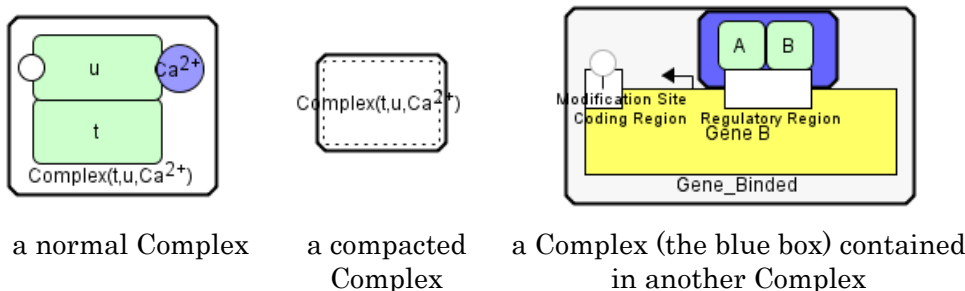 u
Ca²⁺
t
Complex(t,u,Ca²⁺)
a normal Complex
Complex(t,u,Ca²⁺)
a compacted
Complex
A B
Modification Site
Coding Region Regulatory Region
Gene B
Gene_Binded
a Complex (the blue box) contained
in another Complex